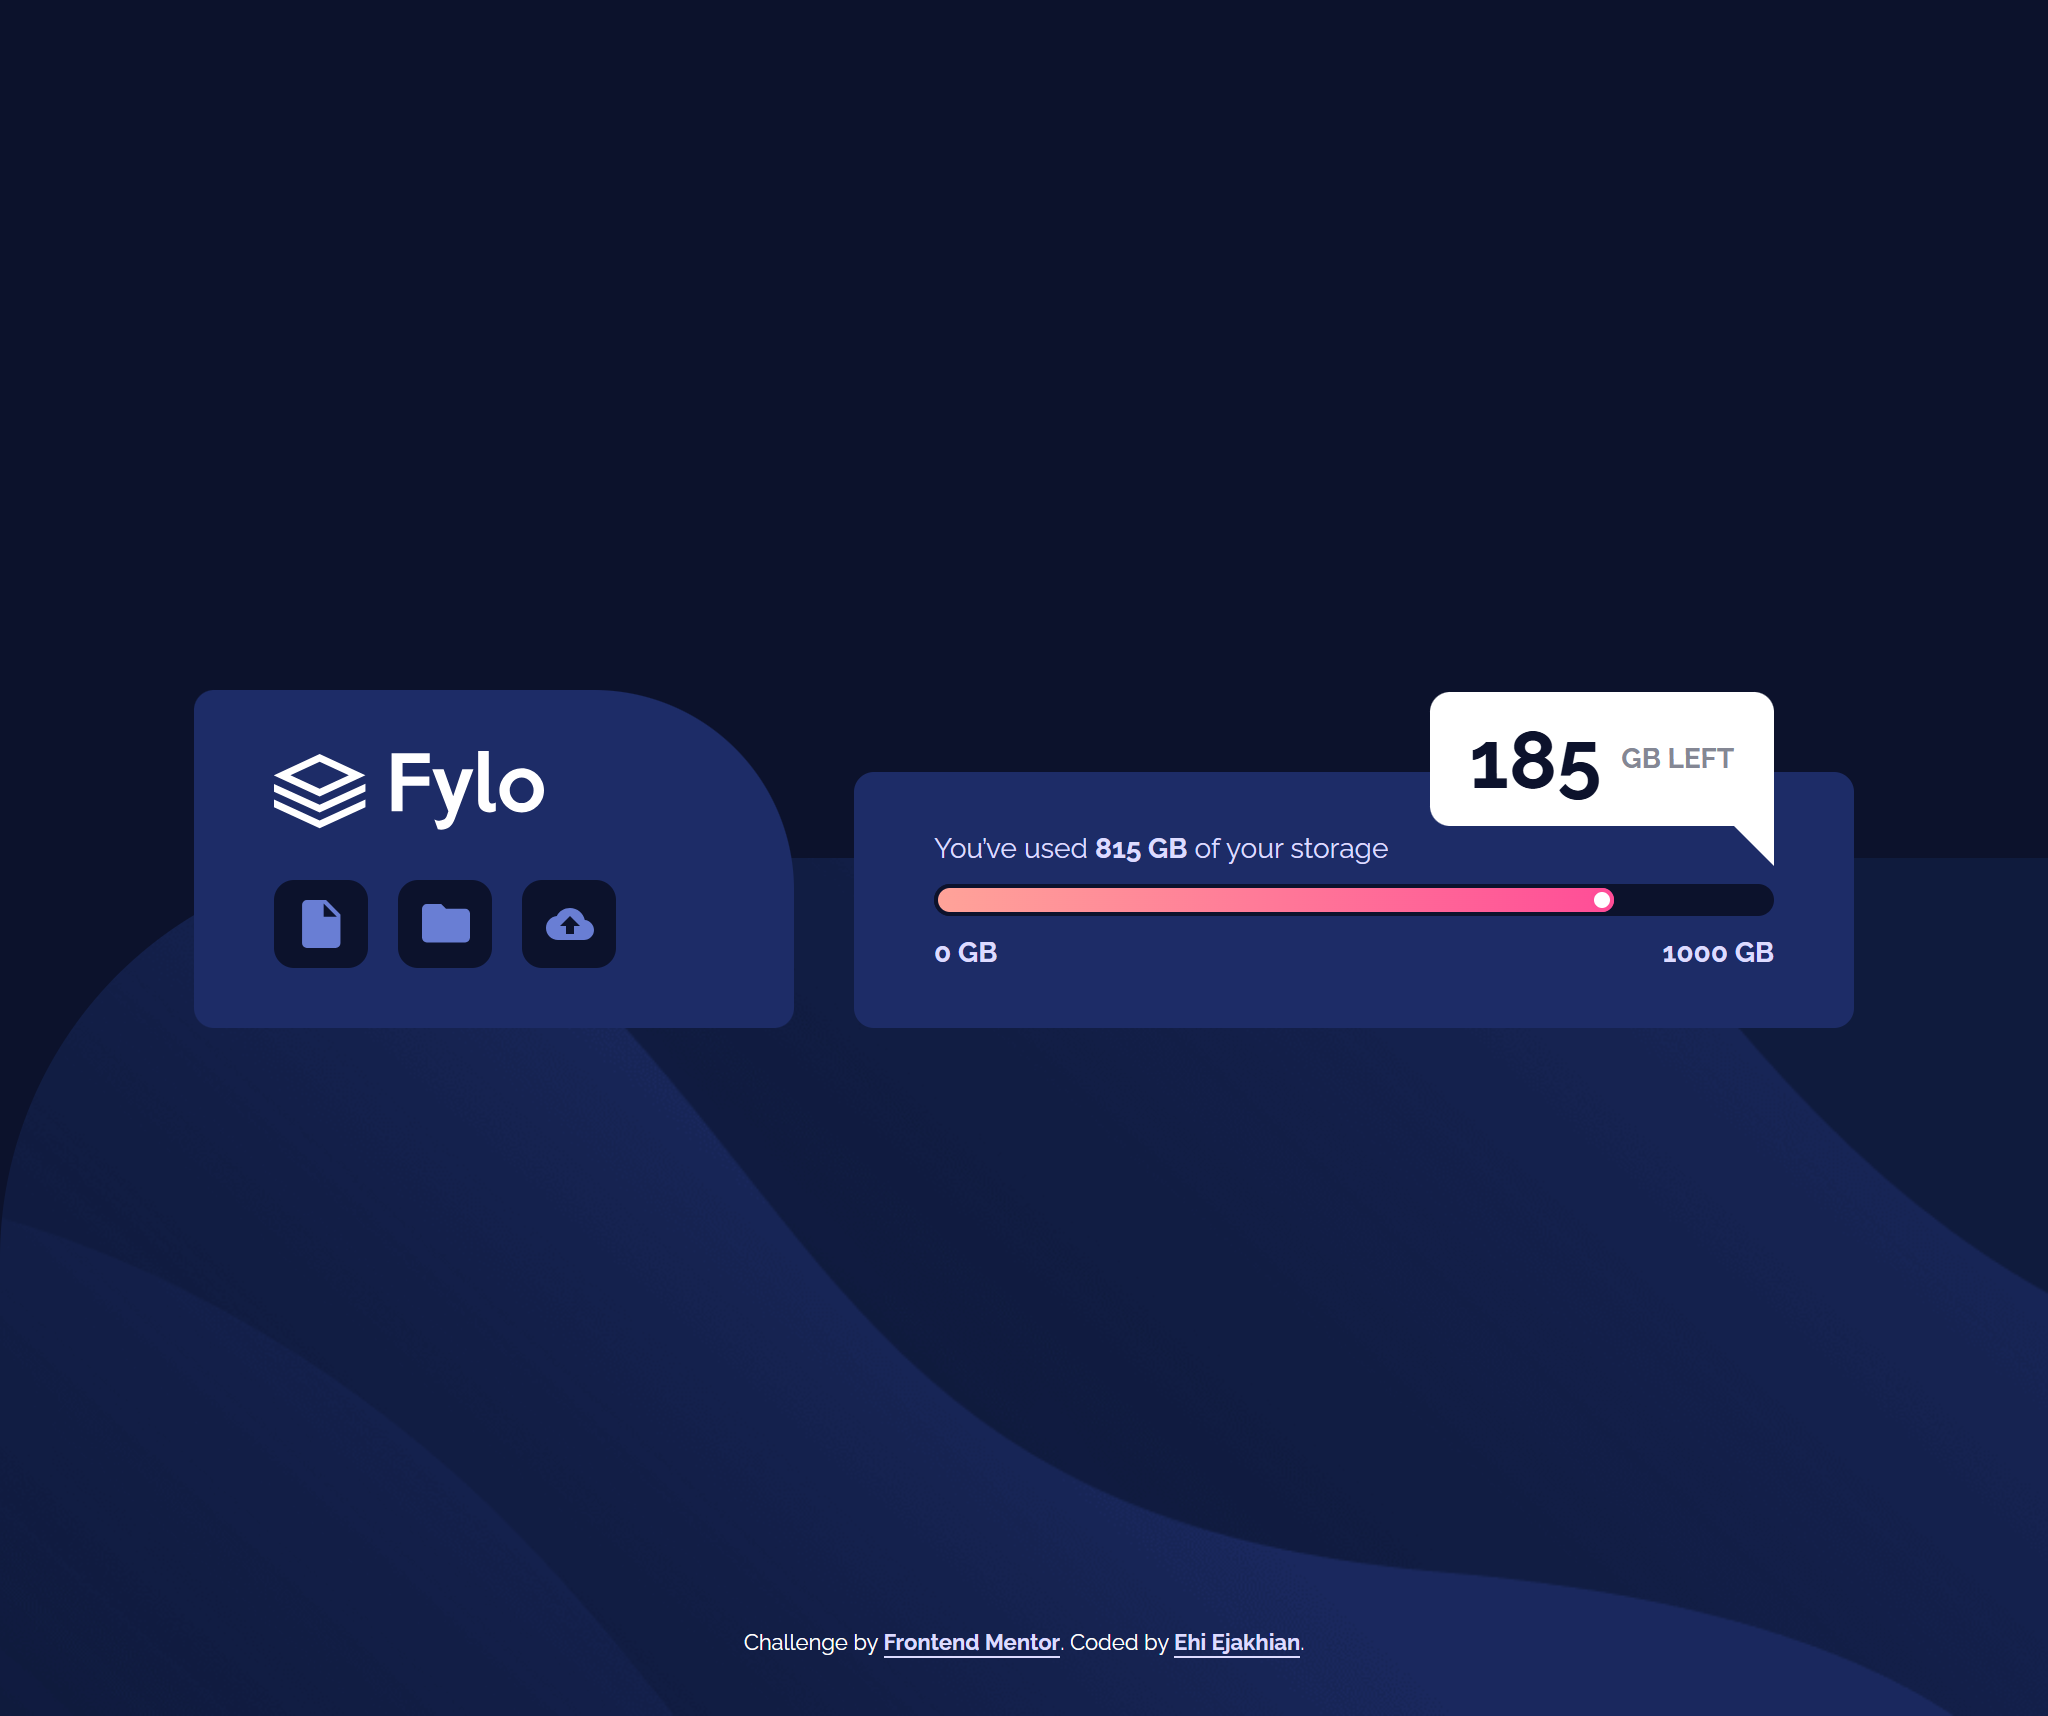 Fylo
185 GB LEFT
You’ve used 815 GB of your storage
0 GB
1000 GB
Challenge by Frontend Mentor. Coded by Ehi Ejakhian.